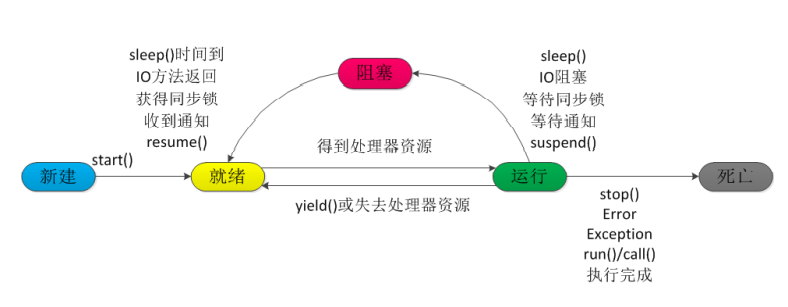 sleep()时间到
IO方法返回
获得同步锁
收到通知
resume()
阻塞
sleep()
IO阻塞
等待同步锁
等待通知
suspend()
新建
start()
就绪
得到处理器资源
yield()或失去处理器资源
运行
死亡
stop()
Error
Exception
run()/call()
执行完成